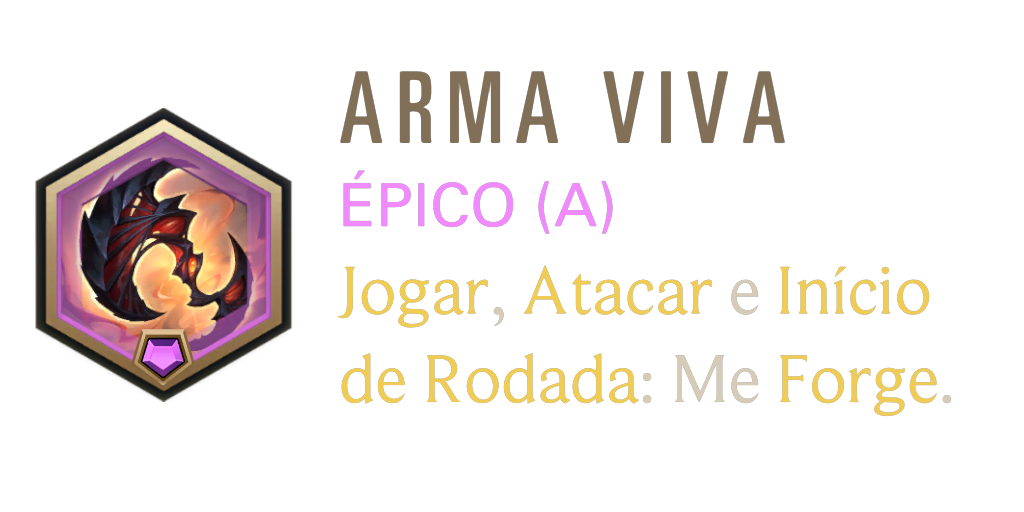 ARMA VIVA
ÉPICO (A)
Jogar, Atacar e Início
de Rodada: Me Forge.